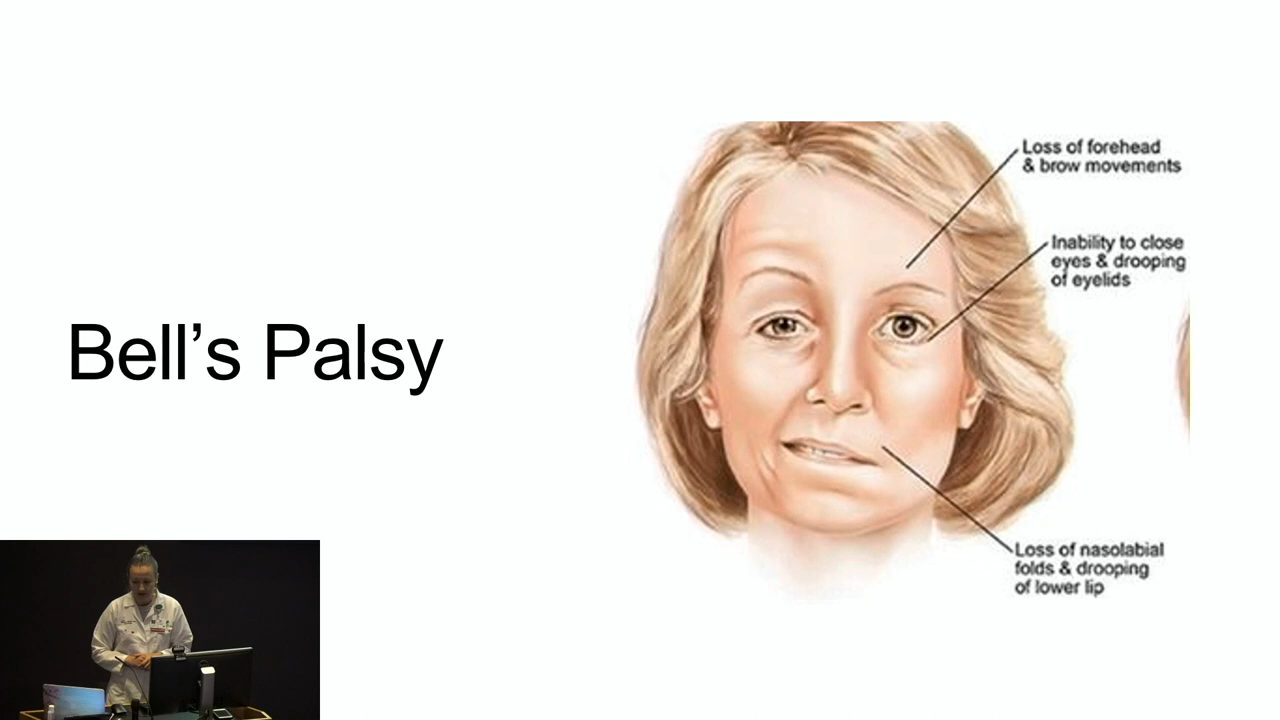 Bell’s Palsy
Loss of forehead
& brow movements
Inability to close
eyes & drooping
of eyelids
Loss of nasolabial
folds & drooping
of lower lip